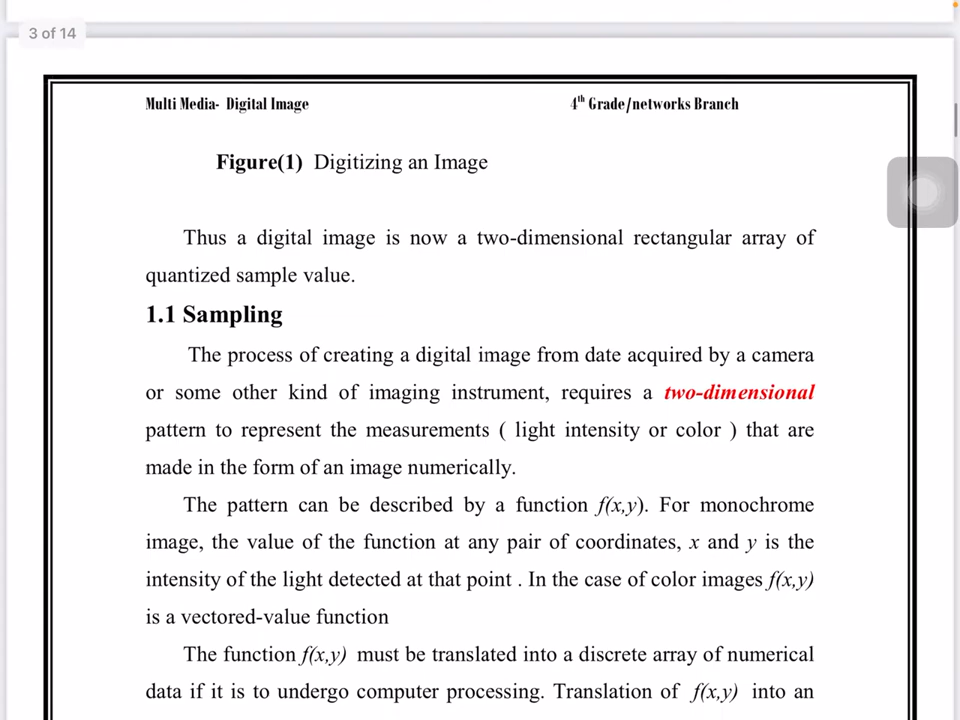 3 of 14
Multi Media- Digital Image 4th Grade/networks Branch
Figure(1) Digitizing an Image
Thus a digital image is now a two-dimensional rectangular array of
quantized sample value.
1.1 Sampling
The process of creating a digital image from date acquired by a camera
or some other kind of imaging instrument, requires a two-dimensional
pattern to represent the measurements ( light intensity or color ) that are
made in the form of an image numerically.
The pattern can be described by a function f(x,y). For monochrome
image, the value of the function at any pair of coordinates, x and y is the
intensity of the light detected at that point . In the case of color images f(x,y)
is a vectored-value function
The function f(x,y) must be translated into a discrete array of numerical
data if it is to undergo computer processing. Translation of f(x,y) into an